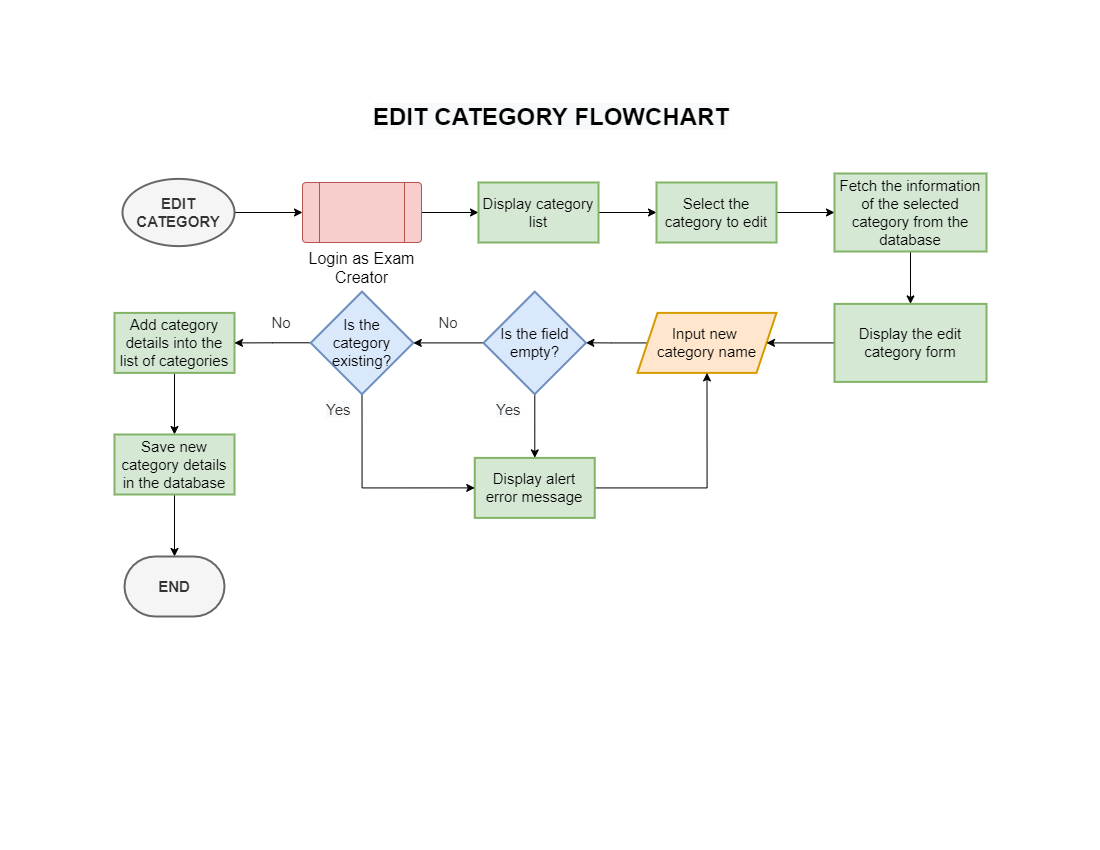 EDIT CATEGORY FLOWCHART
EDIT
CATEGORY
Login as Exam
Creator
Display category
list
Select the
category to edit
Fetch the information
of the selected
category from the
database
Display the edit
category form
Input new
category name
Is the field
empty?
No
Yes
Is the
category
existing?
No
Yes
Display alert
error message
Add category
details into the
list of categories
Save new
category details
in the database
END